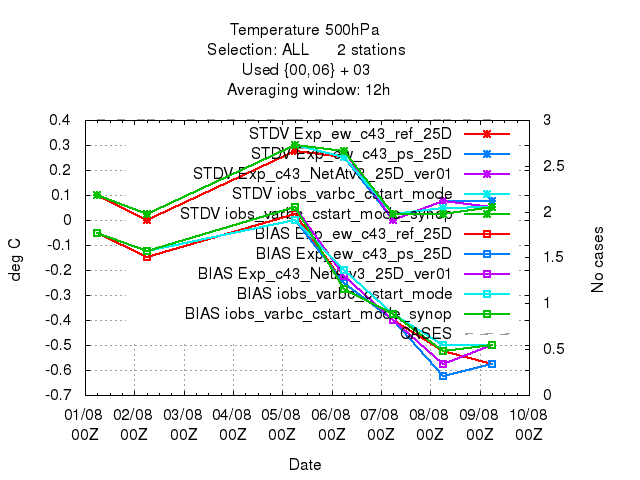 Temperature 500hPa
Selection: ALL 2 stations
Used {00,06} + 03
Averaging window: 12h
deg C
0.4
0.3
0.2
0.1
0
-0.1
-0.2
-0.3
-0.4
-0.5
-0.6
-0.7
STDV Exp_ew_c43_ref_25D
STDV Exp_ew_c43_ps_25D
STDV Exp_c43_NetAtv3_25D_ver01
STDV iobs_varbc_cstart_mode
STDV iobs_varbc_cstart_mode_synop
BIAS Exp_ew_c43_ref_25D
BIAS Exp_ew_c43_ps_25D
BIAS Exp_c43_NetAtv3_25D_ver01
BIAS iobs_varbc_cstart_mode
BIAS iobs_varbc_cstart_mode_synop
CASES
3
2.5
2
1.5
1
0.5
0
No cases
01/08 02/08 03/08 04/08 05/08 06/08 07/08 08/08 09/08 10/08
00Z 00Z 00Z 00Z 00Z 00Z 00Z 00Z 00Z 00Z
Date